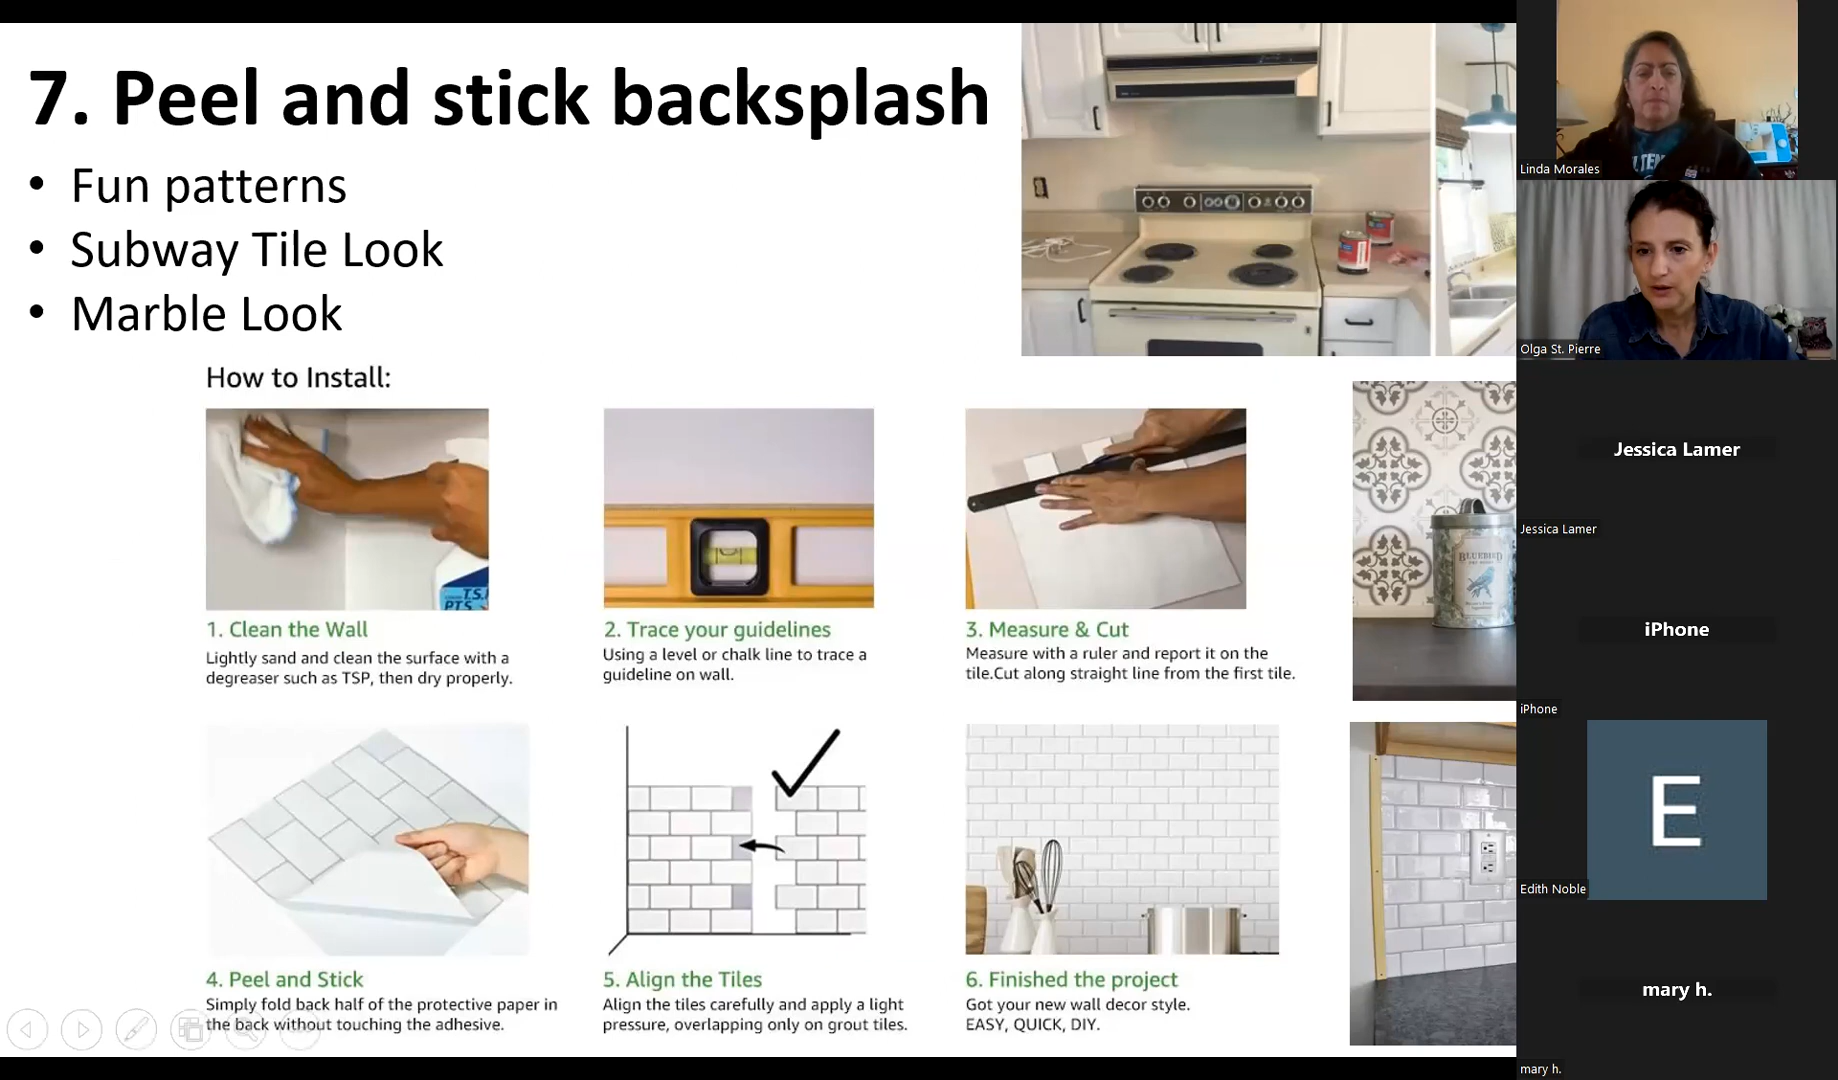 7. Peel and stick backsplash
• Fun patterns
• Subway Tile Look
• Marble Look
How to Install:
1. Clean the Wall
Lightly sand and clean the surface with a
degreaser such as TSP, then dry properly.
2. Trace your guidelines
Using a level or chalk line to trace a
guideline on wall.
3. Measure & Cut
Measure with a ruler and report it on the
tile.Cut along straight line from the first tile.
4. Peel and Stick
Simply fold back half of the protective paper in
the back without touching the adhesive.
5. Align the Tiles
Align the tiles carefully and apply a light
pressure, overlapping only on grout tiles.
6. Finished the project
Got your new wall decor style.
EASY, QUICK, DIY.
T.S.
PTS
BLUEBIRD
Linda Morales
Olga St. Pierre
Jessica Lamer
Jessica Lamer
iPhone
iPhone
E
Edith Noble
mary h.
mary h.